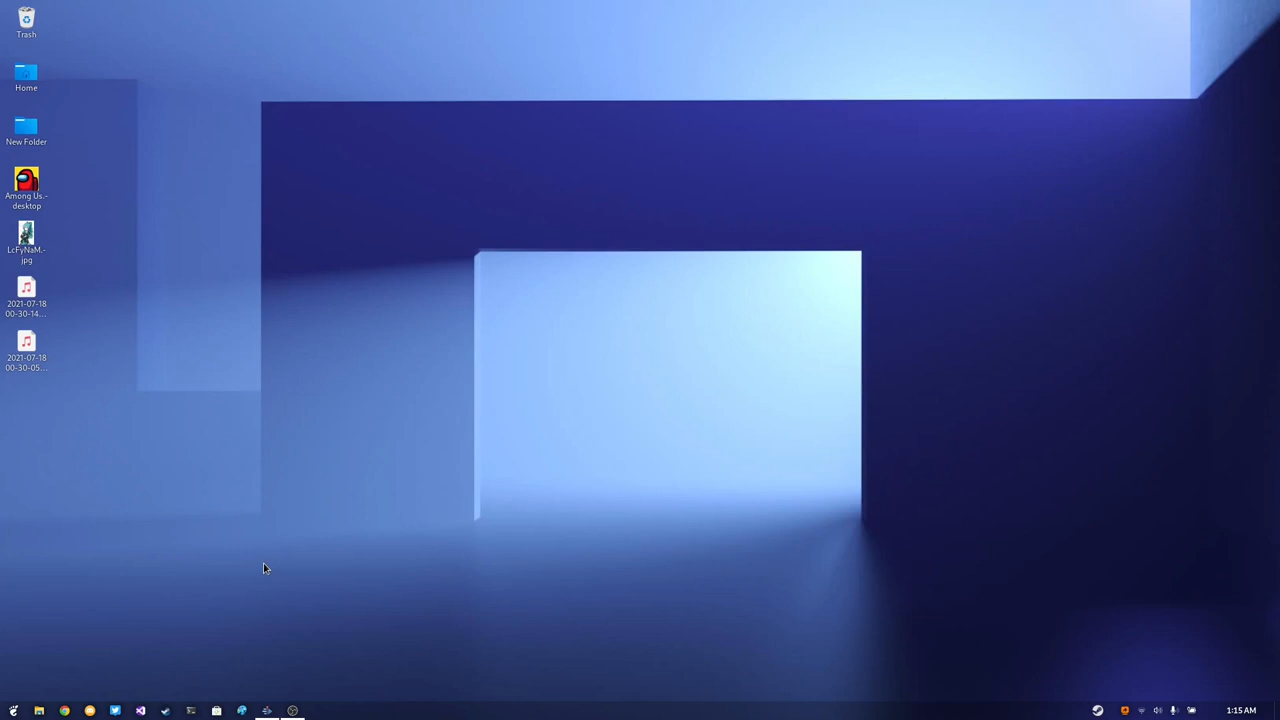 Trash
Home
New Folder
Among Us.-
desktop
LcFyNaM.-
jpg
2021-07-18
00-30-14...
2021-07-18
00-30-05...
1:15 AM